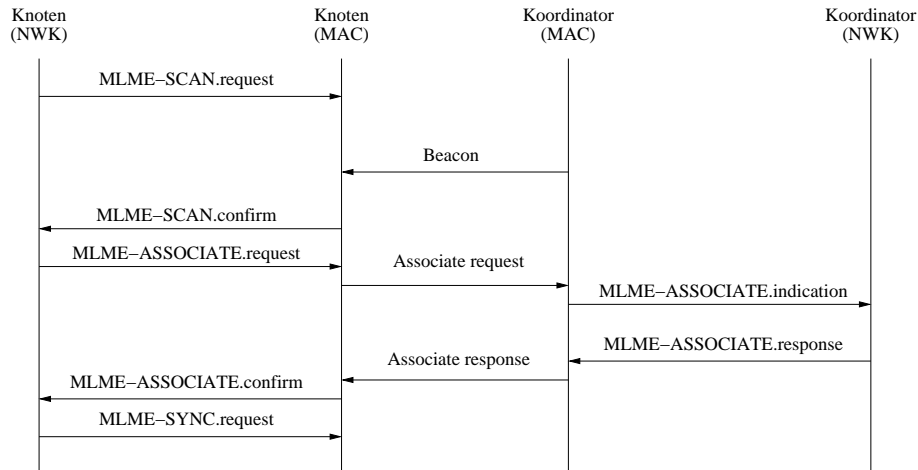 Knoten
(NWK)
Knoten
(MAC)
Koordinator
(MAC)
Koordinator
(NWK)
MLME−SCAN.request
Beacon
MLME−SCAN.confirm
MLME−ASSOCIATE.request
Associate request
MLME−ASSOCIATE.indication
MLME−ASSOCIATE.response
Associate response
MLME−ASSOCIATE.confirm
MLME−SYNC.request